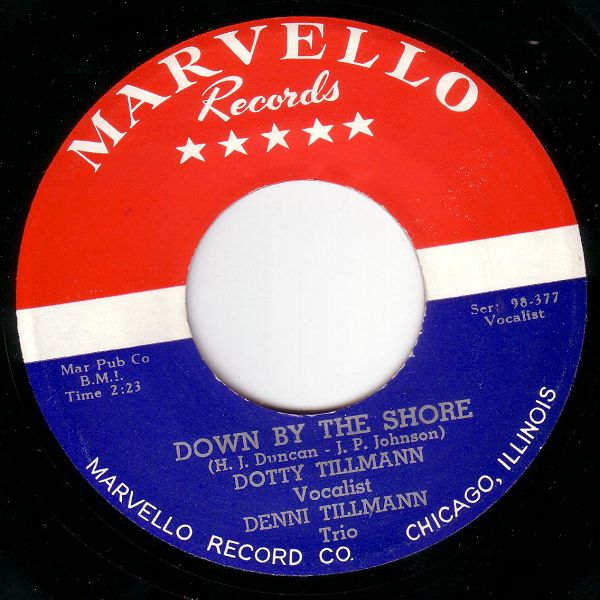 MARVELLO
Records
Ser: 98-377
Vocalist
Mar Pub Co
B.M.I.
Time 2:23
DOWN BY THE SHORE
(H. J. Duncan - J. P. Johnson)
DOTTY TILLMANN
Vocalist
DENNI TILLMANN
Trio
MARVELLO RECORD CO. CHICAGO, ILLINOIS